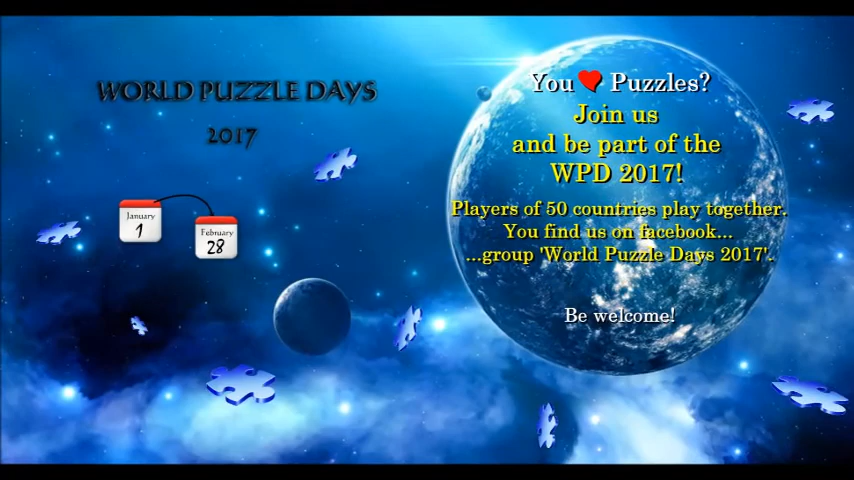 WORLD PUZZLE DAYS
2017
January
1
February
28
You ❤ Puzzles?
Join us
and be part of the
WPD 2017!
Players of 50 countries play together.
You find us on facebook...
...group 'World Puzzle Days 2017'.
Be welcome!